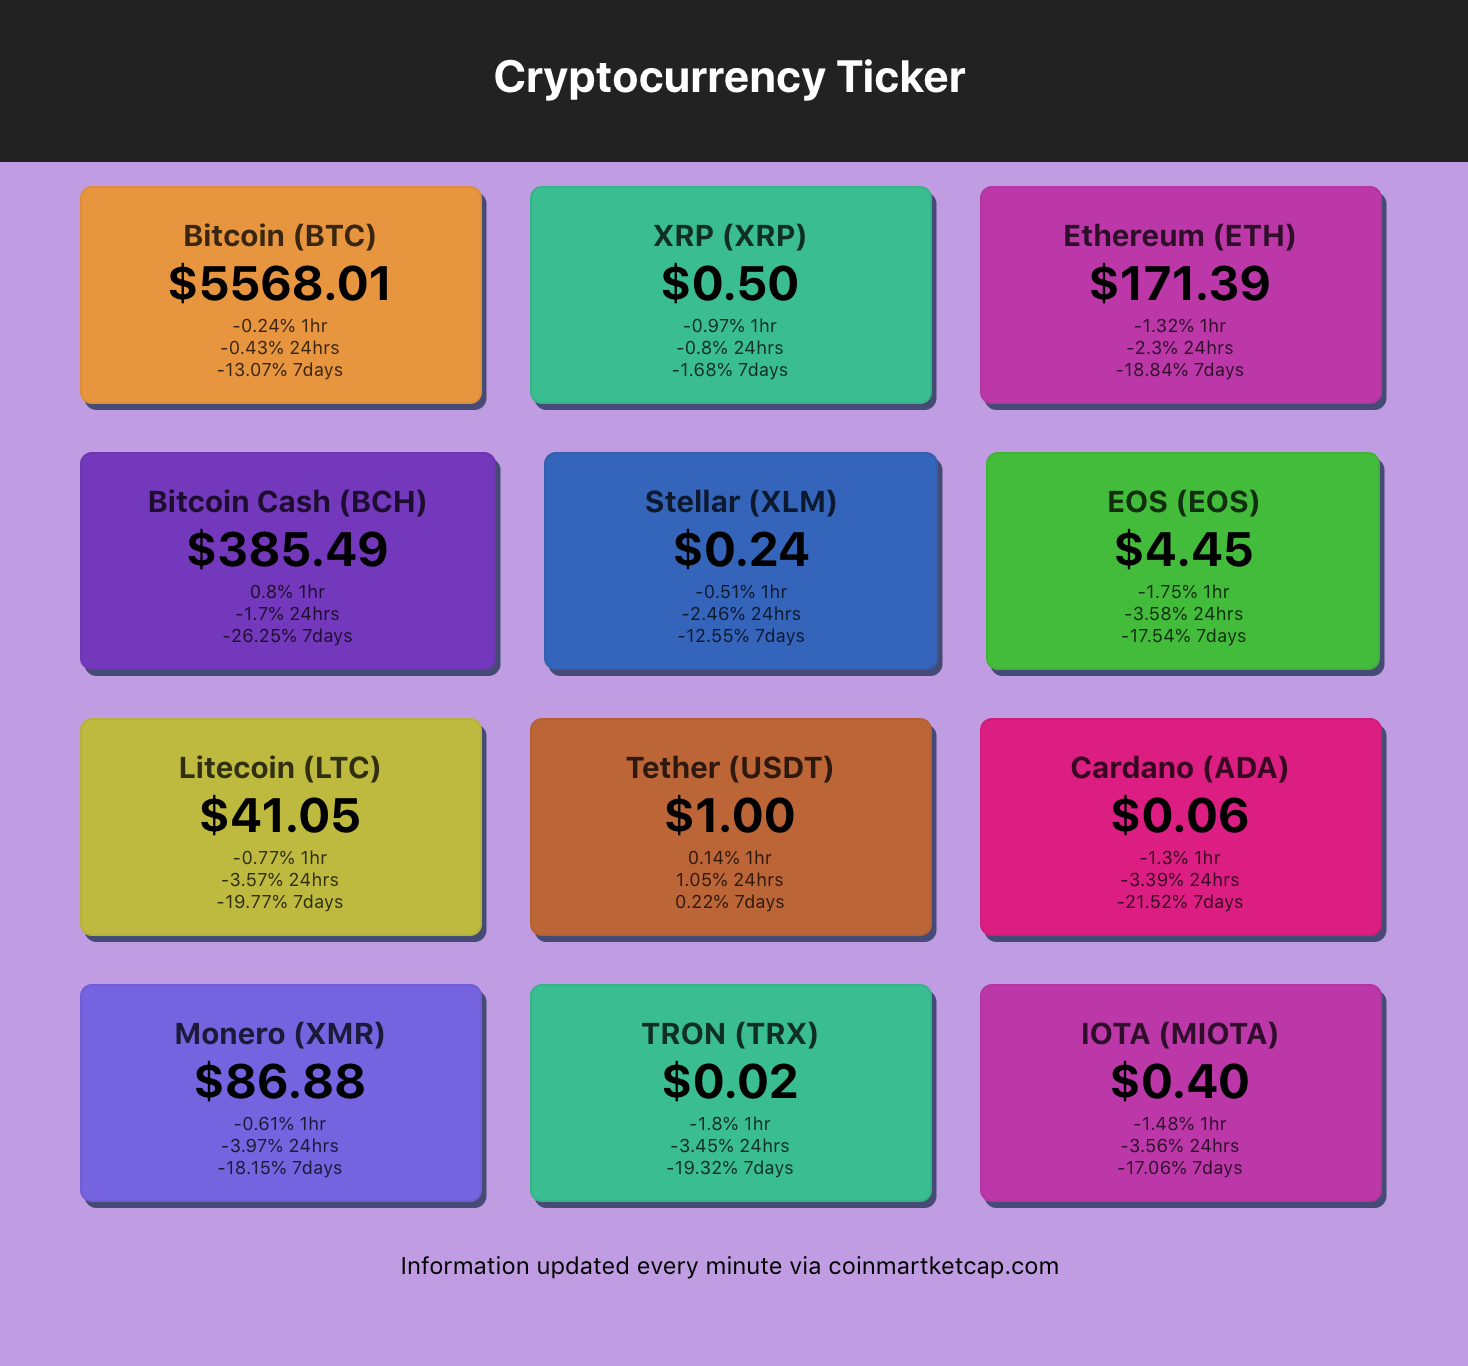 Cryptocurrency Ticker
Bitcoin (BTC)
$5568.01
-0.24% 1hr
-0.43% 24hrs
-13.07% 7days
XRP (XRP)
$0.50
-0.97% 1hr
-0.8% 24hrs
-1.68% 7days
Ethereum (ETH)
$171.39
-1.32% 1hr
-2.3% 24hrs
-18.84% 7days
Bitcoin Cash (BCH)
$385.49
0.8% 1hr
-1.7% 24hrs
-26.25% 7days
Stellar (XLM)
$0.24
-0.51% 1hr
-2.46% 24hrs
-12.55% 7days
EOS (EOS)
$4.45
-1.75% 1hr
-3.58% 24hrs
-17.54% 7days
Litecoin (LTC)
$41.05
-0.77% 1hr
-3.57% 24hrs
-19.77% 7days
Tether (USDT)
$1.00
0.14% 1hr
1.05% 24hrs
0.22% 7days
Cardano (ADA)
$0.06
-1.3% 1hr
-3.39% 24hrs
-21.52% 7days
Monero (XMR)
$86.88
-0.61% 1hr
-3.97% 24hrs
-18.15% 7days
TRON (TRX)
$0.02
-1.8% 1hr
-3.45% 24hrs
-19.32% 7days
IOTA (MIOTA)
$0.40
-1.48% 1hr
-3.56% 24hrs
-17.06% 7days
Information updated every minute via coinmartketcap.com